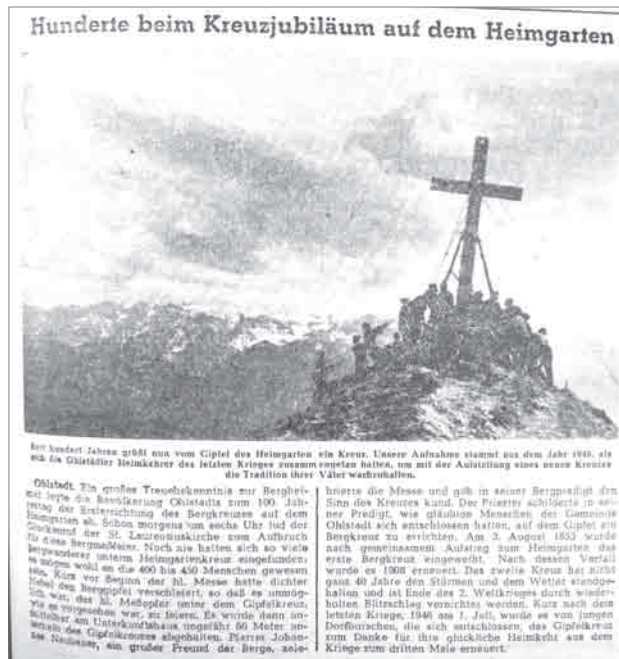 Hunderte beim Kreuzjubiläum auf dem Heimgarten
Seit hundert Jahren grüßt nun vom Gipfel des Heimgarten ein Kreuz. Unsere Aufnahme stammt aus dem Jahr 1946, als
sich die Ohlstädter Heimkehrer des letzten Krieges zusammengetan hatten, um mit der Aufstellung eines neuen Kreuzes
die Tradition ihrer Väter wachzuhalten.
Ohlstadt. Ein großes Treuebekenntnis zur Bergheimat
legte die Bevölkerung Ohlstadts zum 100. Jahrestag
der Ersterrichtung des Bergkreuzes auf dem
Heimgarten ab. Schon morgens um sechs Uhr lud der
Glockenmund der St. Laurentiuskirche zum Aufbruch
für diese Bergmeßfeier. Noch nie hatten sich so viele
Bergwanderer unterm Heimgartenkreuz eingefunden;
es mögen wohl an die 400 bis 450 Menschen gewesen
sein. Kurz vor Beginn der hl. Messe hatte dichter
Nebel den Berggipfel verschleiert, so daß es unmöglich
war, das hl. Meßopfer unter dem Gipfelkreuz,
wie es vorgesehen war, zu feiern. Es wurde dann unmittelbar
am Unterkunftshaus ungefähr 60 Meter unterhalb
des Gipfelkreuzes abgehalten. Pfarrer Johannes
ein großer Freund der Berge, zele-
brierte die Messe und gab in seiner Bergpredigt den
Sinn des Kreuzes kund. Der Priester schilderte in seiner
Predigt, wie gläubige Menschen der Gemeinde
Ohlstadt sich entschlossen hatten, auf dem Gipfel ein
Bergkreuz zu errichten. Am 3. August 1853 wurde
nach gemeinsamem Aufstieg zum Heimgarten das
erste Bergkreuz eingeweiht. Nach dessen Verfall
wurde es 1908 erneuert. Das zweite Kreuz hat nicht
ganz 40 Jahre den Stürmen und dem Wetter standgehalten
und ist Ende des 2. Weltkrieges durch wiederholten
Blitzschlag vernichtet worden. Kurz nach dem
letzten Kriege, 1946 am 1. Juli, wurde es von jungen
Dorfburschen, die sich entschlossen, das Gipfelkreuz
zum Danke für ihre glückliche Heimkehr aus dem
Kriege zum dritten Male erneuert.